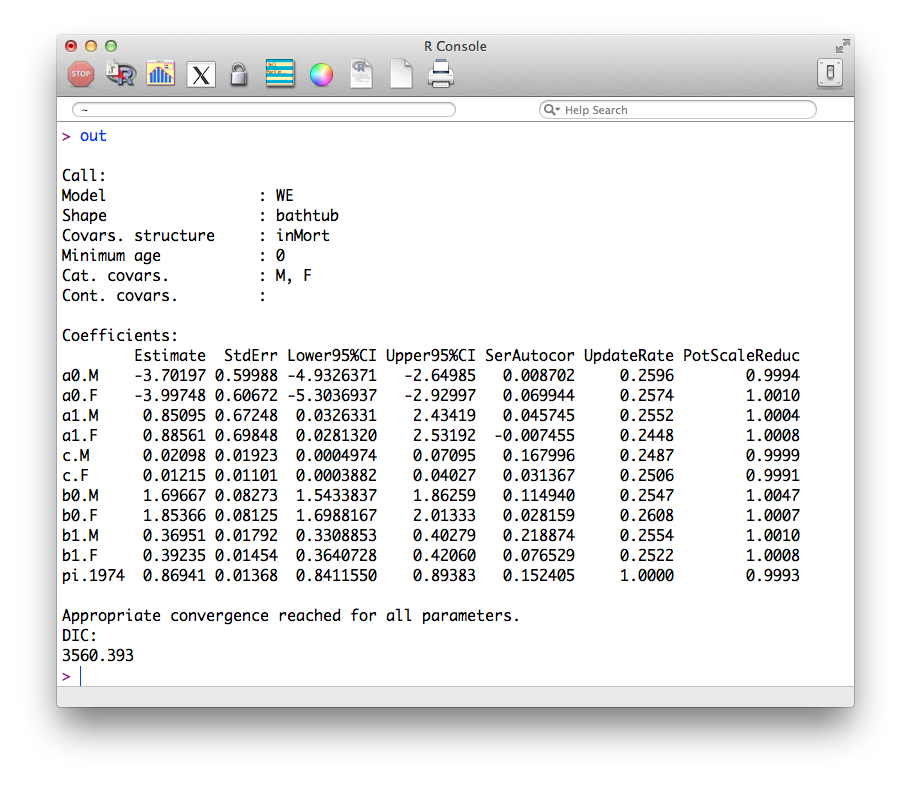 R Console
STOP
R
X
R
~
Help Search
> out
Call:
Model : WE
Shape : bathtub
Covars. structure : inMort
Minimum age : 0
Cat. covars. : M, F
Cont. covars. :
Coefficients:
Estimate StdErr Lower95%CI Upper95%CI SerAutocor UpdateRate PotScaleReduc
a0.M -3.70197 0.59988 -4.9326371 -2.64985 0.008702 0.2596 0.9994
a0.F -3.99748 0.60672 -5.3036937 -2.92997 0.069944 0.2574 1.0010
a1.M 0.85095 0.67248 0.0326331 2.43419 0.045745 0.2552 1.0004
a1.F 0.88561 0.69848 0.0281320 2.53192 -0.007455 0.2448 1.0008
c.M 0.02098 0.01923 0.0004974 0.07095 0.167996 0.2487 0.9999
c.F 0.01215 0.01101 0.0003882 0.04027 0.031367 0.2506 0.9991
b0.M 1.69667 0.08273 1.5433837 1.86259 0.114940 0.2547 1.0047
b0.F 1.85366 0.08125 1.6988167 2.01333 0.028159 0.2608 1.0007
b1.M 0.36951 0.01792 0.3308853 0.40279 0.218874 0.2554 1.0010
b1.F 0.39235 0.01454 0.3640728 0.42060 0.076529 0.2522 1.0008
pi.1974 0.86941 0.01368 0.8411550 0.89383 0.152405 1.0000 0.9993
Appropriate convergence reached for all parameters.
DIC:
3560.393
>